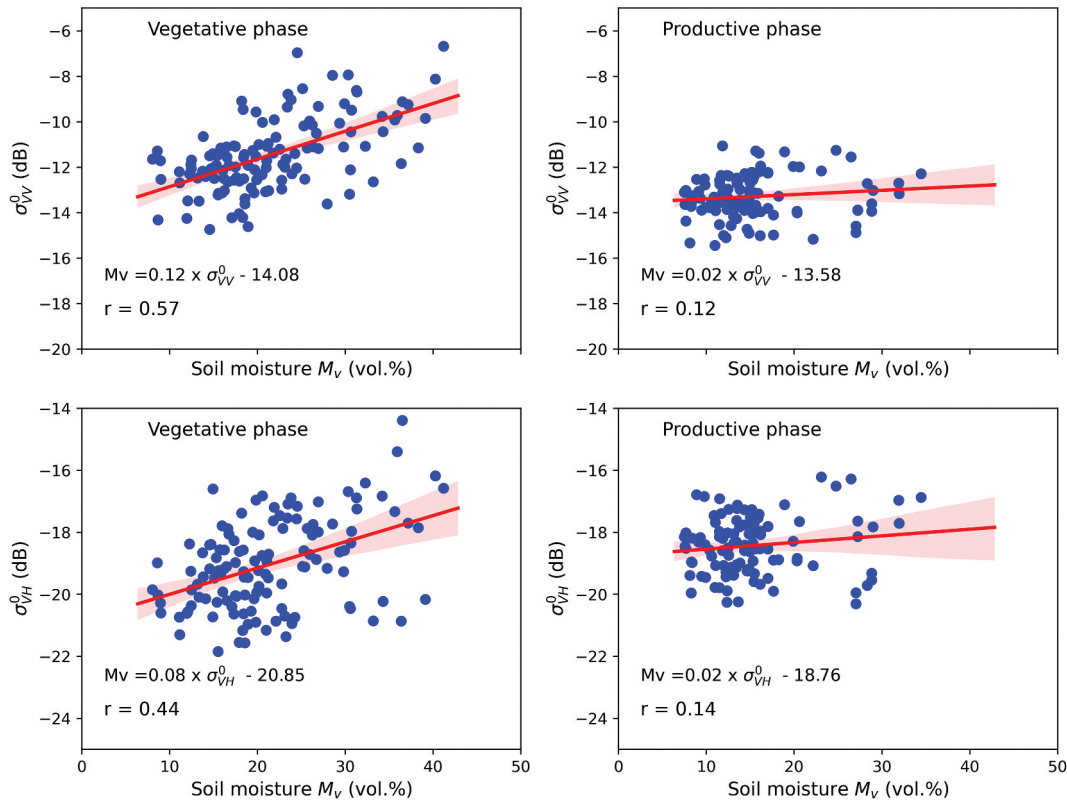 Vegetative phase
−6
−8
−10
−12
−14
−16
−18
−20
σ⁰VV (dB)
Mv =0.12 x σ⁰VV - 14.08
r = 0.57
Soil moisture Mv (vol.%)
Productive phase
−6
−8
−10
−12
−14
−16
−18
−20
σ⁰VV (dB)
Mv =0.02 x σ⁰VV - 13.58
r = 0.12
Soil moisture Mv (vol.%)
Vegetative phase
−14
−16
−18
−20
−22
−24
σ⁰VH (dB)
Mv =0.08 x σ⁰VH - 20.85
r = 0.44
0 10 20 30 40 50
Soil moisture Mv (vol.%)
Productive phase
−14
−16
−18
−20
−22
−24
σ⁰VH (dB)
Mv =0.02 x σ⁰VH - 18.76
r = 0.14
0 10 20 30 40 50
Soil moisture Mv (vol.%)